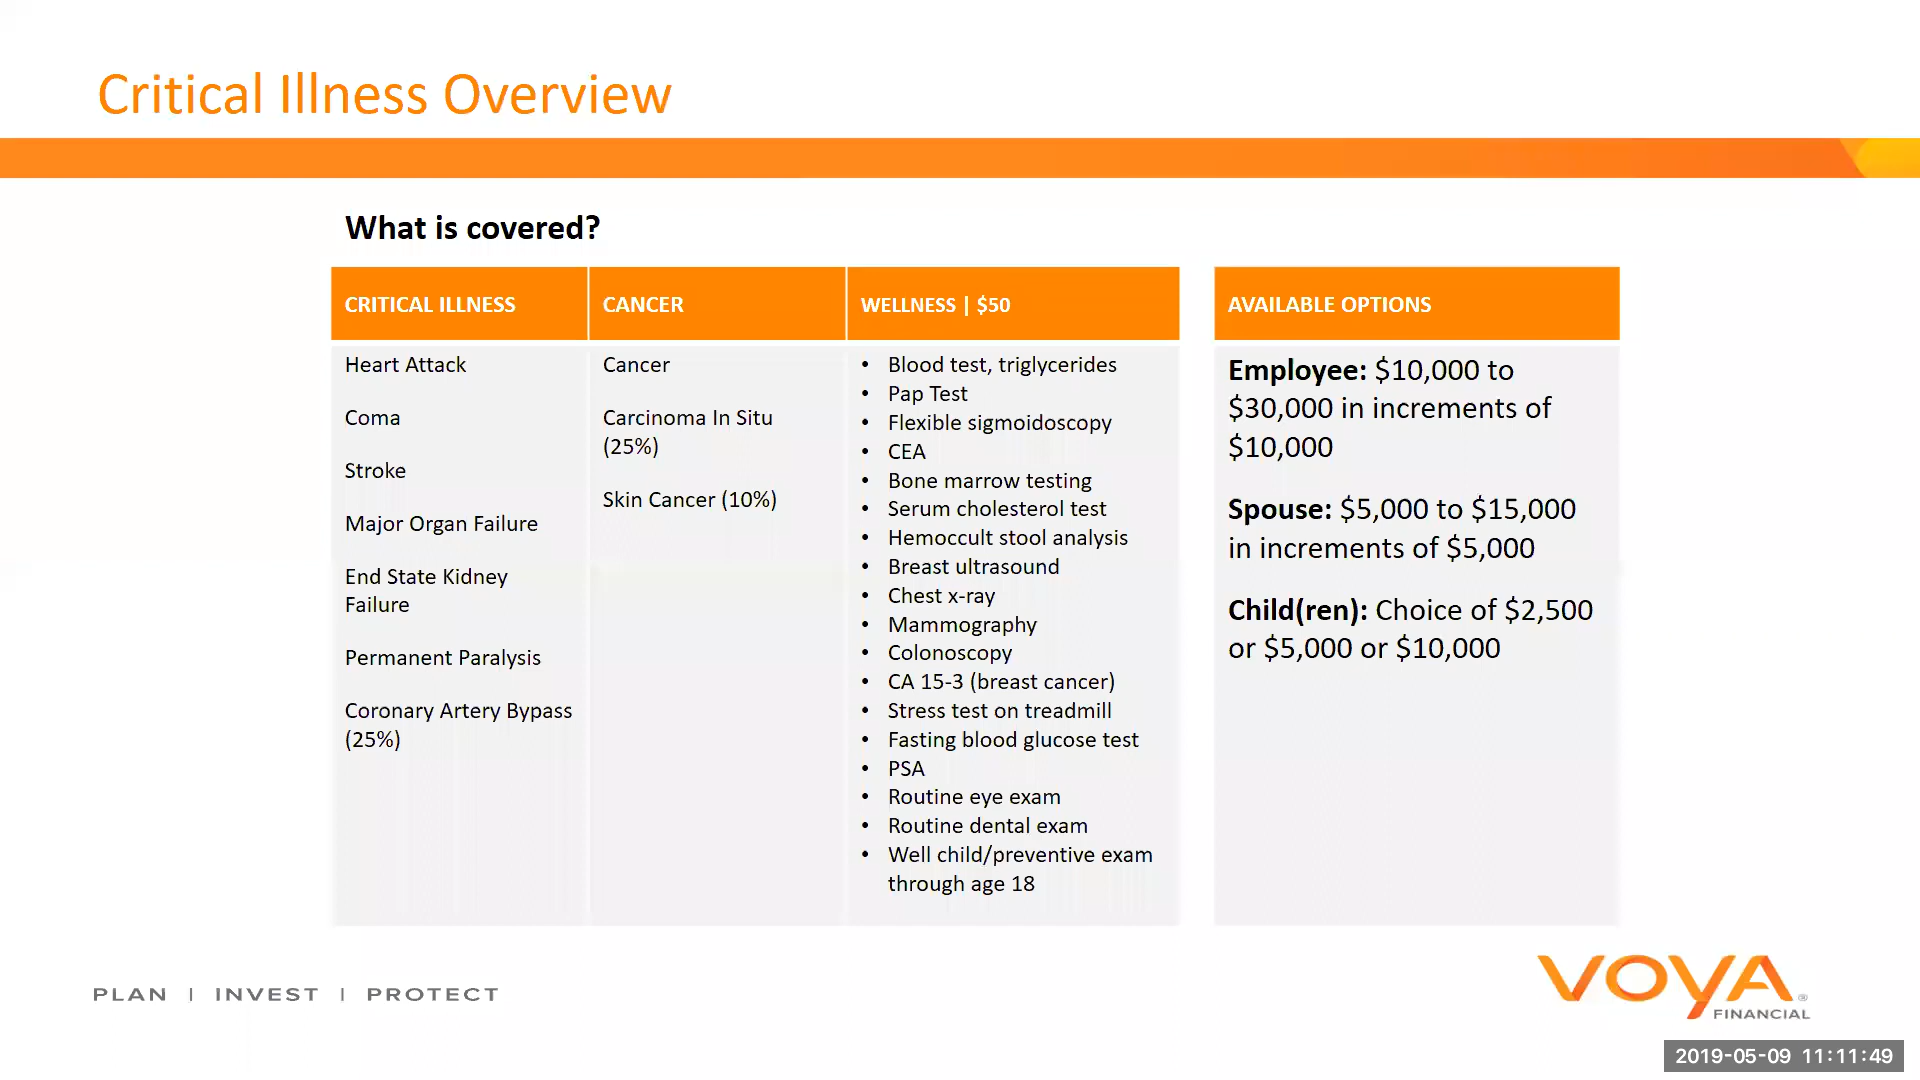 Critical Illness Overview
What is covered?
CRITICAL ILLNESS
Heart Attack
Coma
Stroke
Major Organ Failure
End State Kidney
Failure
Permanent Paralysis
Coronary Artery Bypass
(25%)
CANCER
Cancer
Carcinoma In Situ
(25%)
Skin Cancer (10%)
WELLNESS | $50
• Blood test, triglycerides
• Pap Test
• Flexible sigmoidoscopy
• CEA
• Bone marrow testing
• Serum cholesterol test
• Hemoccult stool analysis
• Breast ultrasound
• Chest x-ray
• Mammography
• Colonoscopy
• CA 15-3 (breast cancer)
• Stress test on treadmill
• Fasting blood glucose test
• PSA
• Routine eye exam
• Routine dental exam
• Well child/preventive exam
through age 18
AVAILABLE OPTIONS
Employee: $10,000 to
$30,000 in increments of
$10,000
Spouse: $5,000 to $15,000
in increments of $5,000
Child(ren): Choice of $2,500
or $5,000 or $10,000
PLAN | INVEST | PROTECT
VOYA®
FINANCIAL
2019-05-09 11:11:49